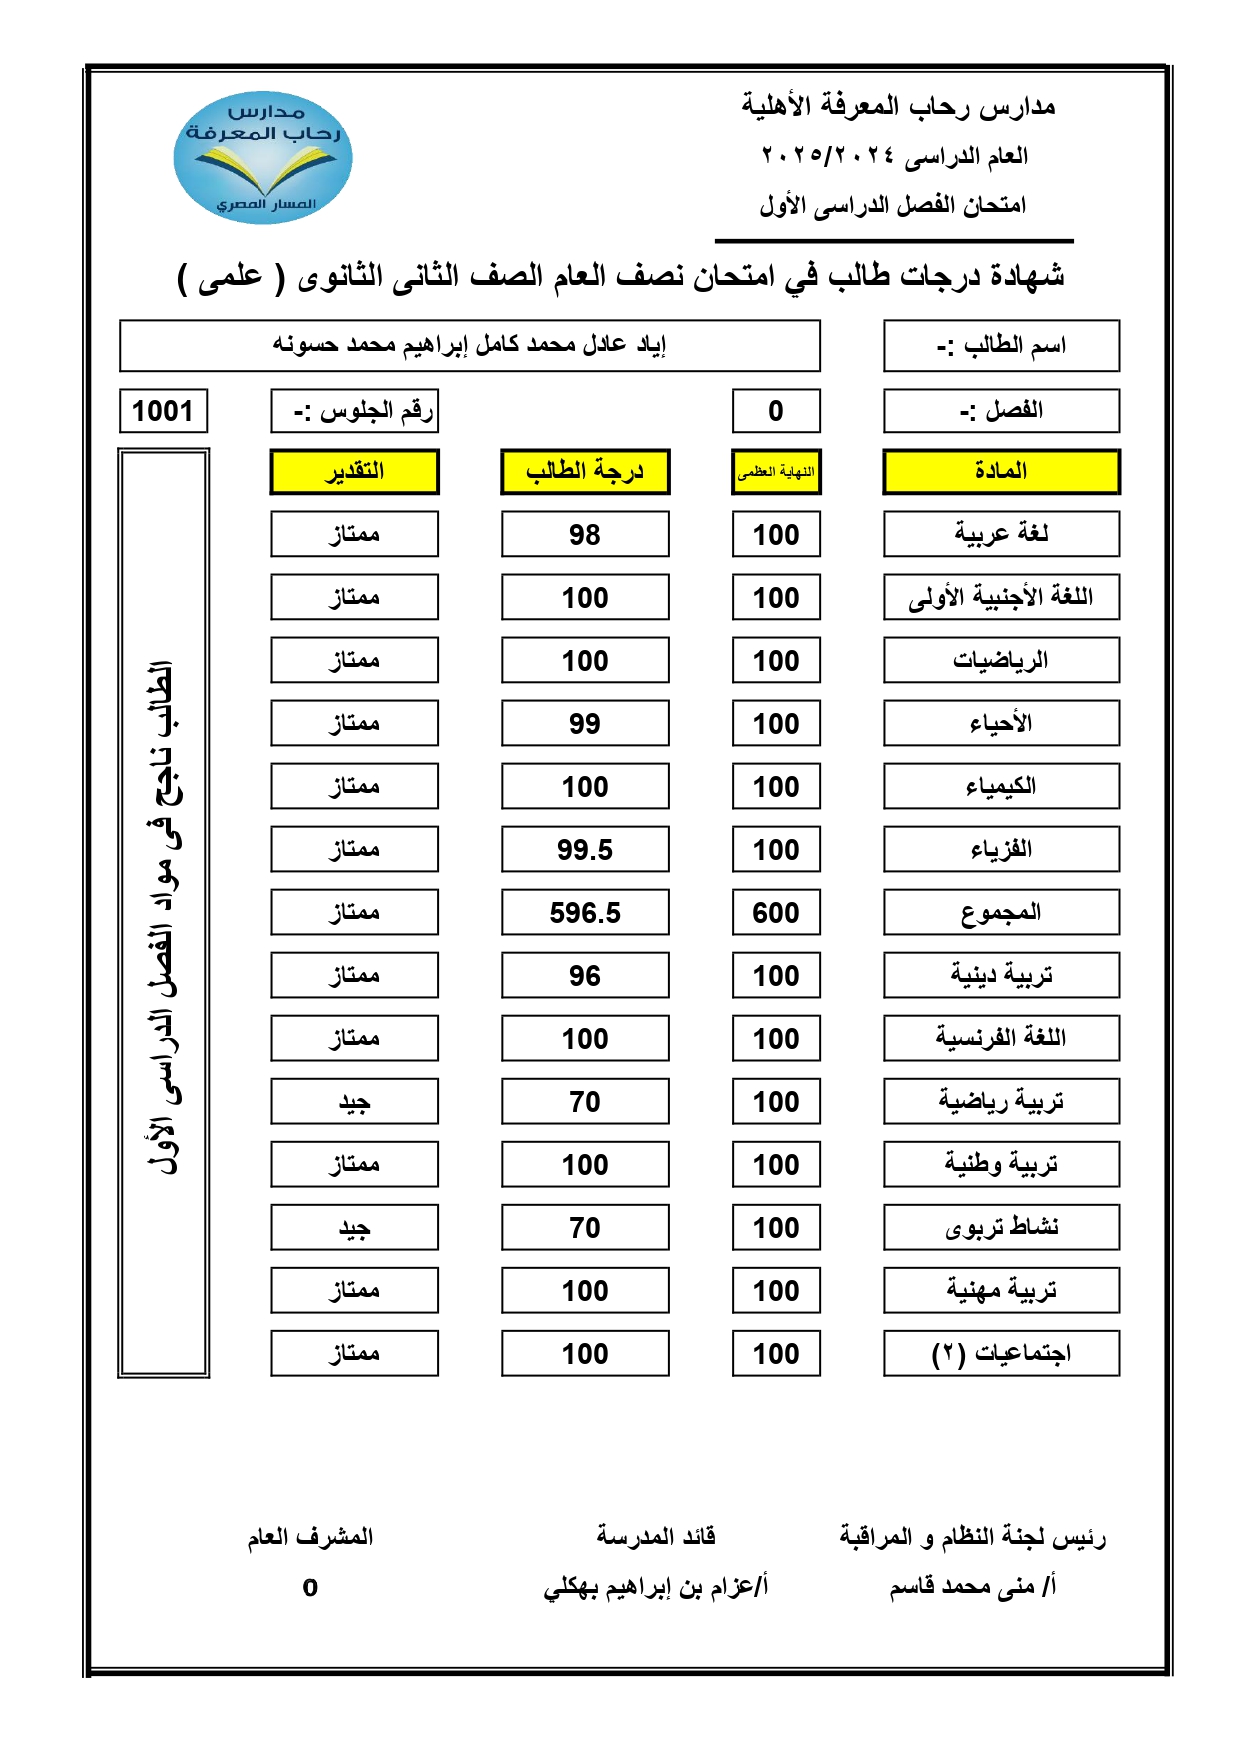 مدارس رحاب المعرفة الأهلية
العام الدراسى ٢٠٢٥/٢٠٢٤
امتحان الفصل الدراسى الأول
مدارس
رحاب المعرفة
المسار المصري
شهادة درجات طالب في امتحان نصف العام الصف الثانى الثانوى ( علمى )
اسم الطالب :- إياد عادل محمد كامل إبراهيم محمد حسونه
الفصل :- 0 رقم الجلوس :- 1001
المادة النهاية العظمى درجة الطالب التقدير
لغة عربية 100 98 ممتاز
اللغة الأجنبية الأولى 100 100 ممتاز
الرياضيات 100 100 ممتاز
الأحياء 100 99 ممتاز
الكيمياء 100 100 ممتاز
الفزياء 100 99.5 ممتاز
المجموع 600 596.5 ممتاز
تربية دينية 100 96 ممتاز
اللغة الفرنسية 100 100 ممتاز
تربية رياضية 100 70 جيد
تربية وطنية 100 100 ممتاز
نشاط تربوى 100 70 جيد
تربية مهنية 100 100 ممتاز
اجتماعيات (٢) 100 100 ممتاز
الطالب ناجح فى مواد الفصل الدراسى الأول
رئيس لجنة النظام و المراقبة قائد المدرسة المشرف العام
أ/ منى محمد قاسم أ/عزام بن إبراهيم بهكلي 0